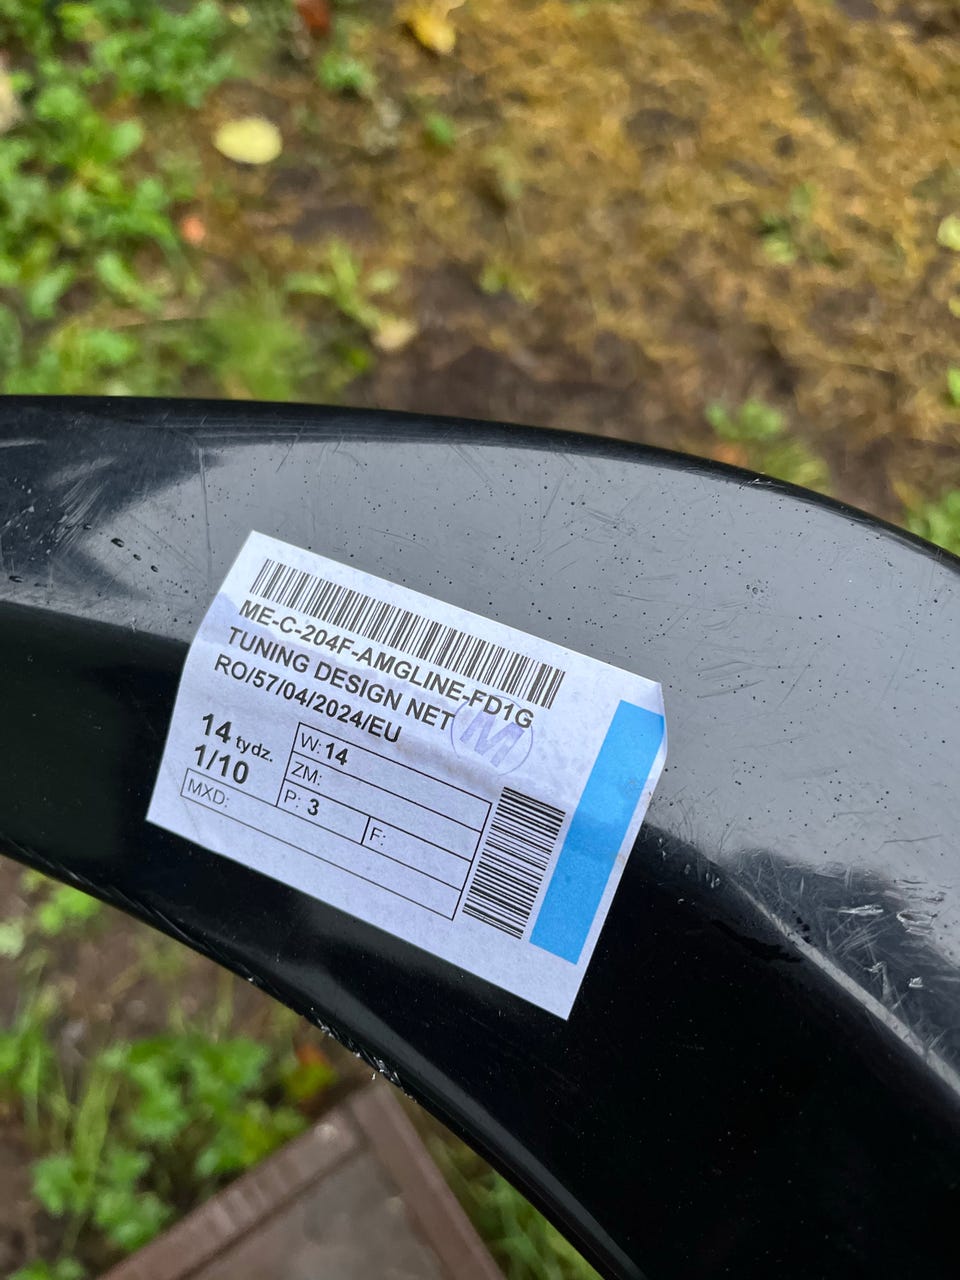 ME-C-204F-AMGLINE-FD1G
TUNING DESIGN NET
RO/57/04/2024/EU
M
14 tydz.
1/10
W: 14
ZM:
P: 3
F:
MXD: